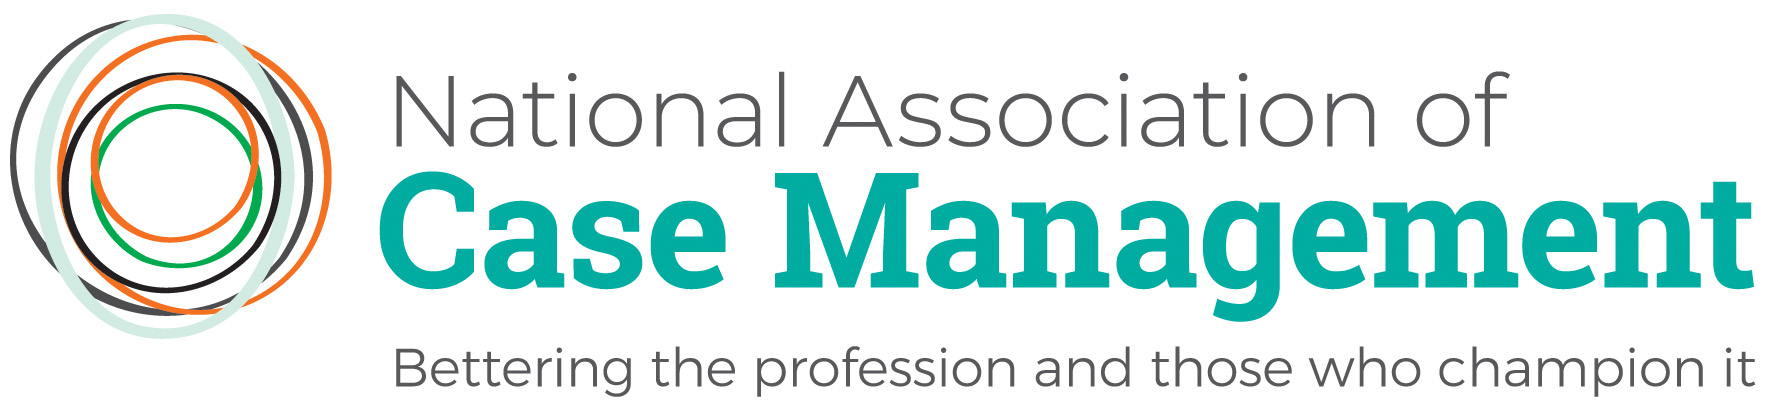 National Association of
Case Management
Bettering the profession and those who champion it